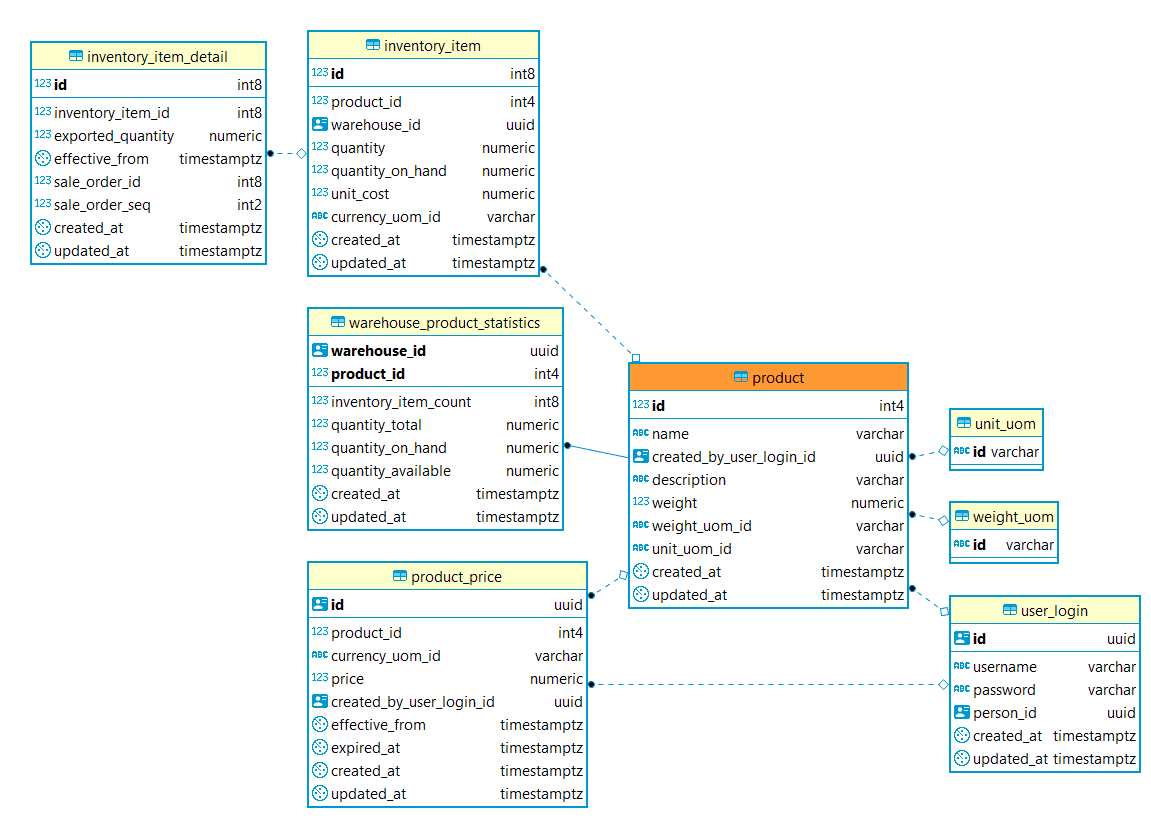 inventory_item_detail
123 id int8
123 inventory_item_id int8
123 exported_quantity numeric
effective_from timestamptz
123 sale_order_id int8
123 sale_order_seq int2
created_at timestamptz
updated_at timestamptz
inventory_item
123 id int8
123 product_id int4
warehouse_id uuid
123 quantity numeric
123 quantity_on_hand numeric
123 unit_cost numeric
ABC currency_uom_id varchar
created_at timestamptz
updated_at timestamptz
warehouse_product_statistics
warehouse_id uuid
123 product_id int4
123 inventory_item_count int8
123 quantity_total numeric
123 quantity_on_hand numeric
123 quantity_available numeric
created_at timestamptz
updated_at timestamptz
product
123 id int4
ABC name varchar
created_by_user_login_id uuid
ABC description varchar
123 weight numeric
ABC weight_uom_id varchar
ABC unit_uom_id varchar
created_at timestamptz
updated_at timestamptz
unit_uom
ABC id varchar
weight_uom
ABC id varchar
product_price
id uuid
123 product_id int4
ABC currency_uom_id varchar
123 price numeric
created_by_user_login_id uuid
effective_from timestamptz
expired_at timestamptz
created_at timestamptz
updated_at timestamptz
user_login
id uuid
ABC username varchar
ABC password varchar
person_id uuid
created_at timestamptz
updated_at timestamptz